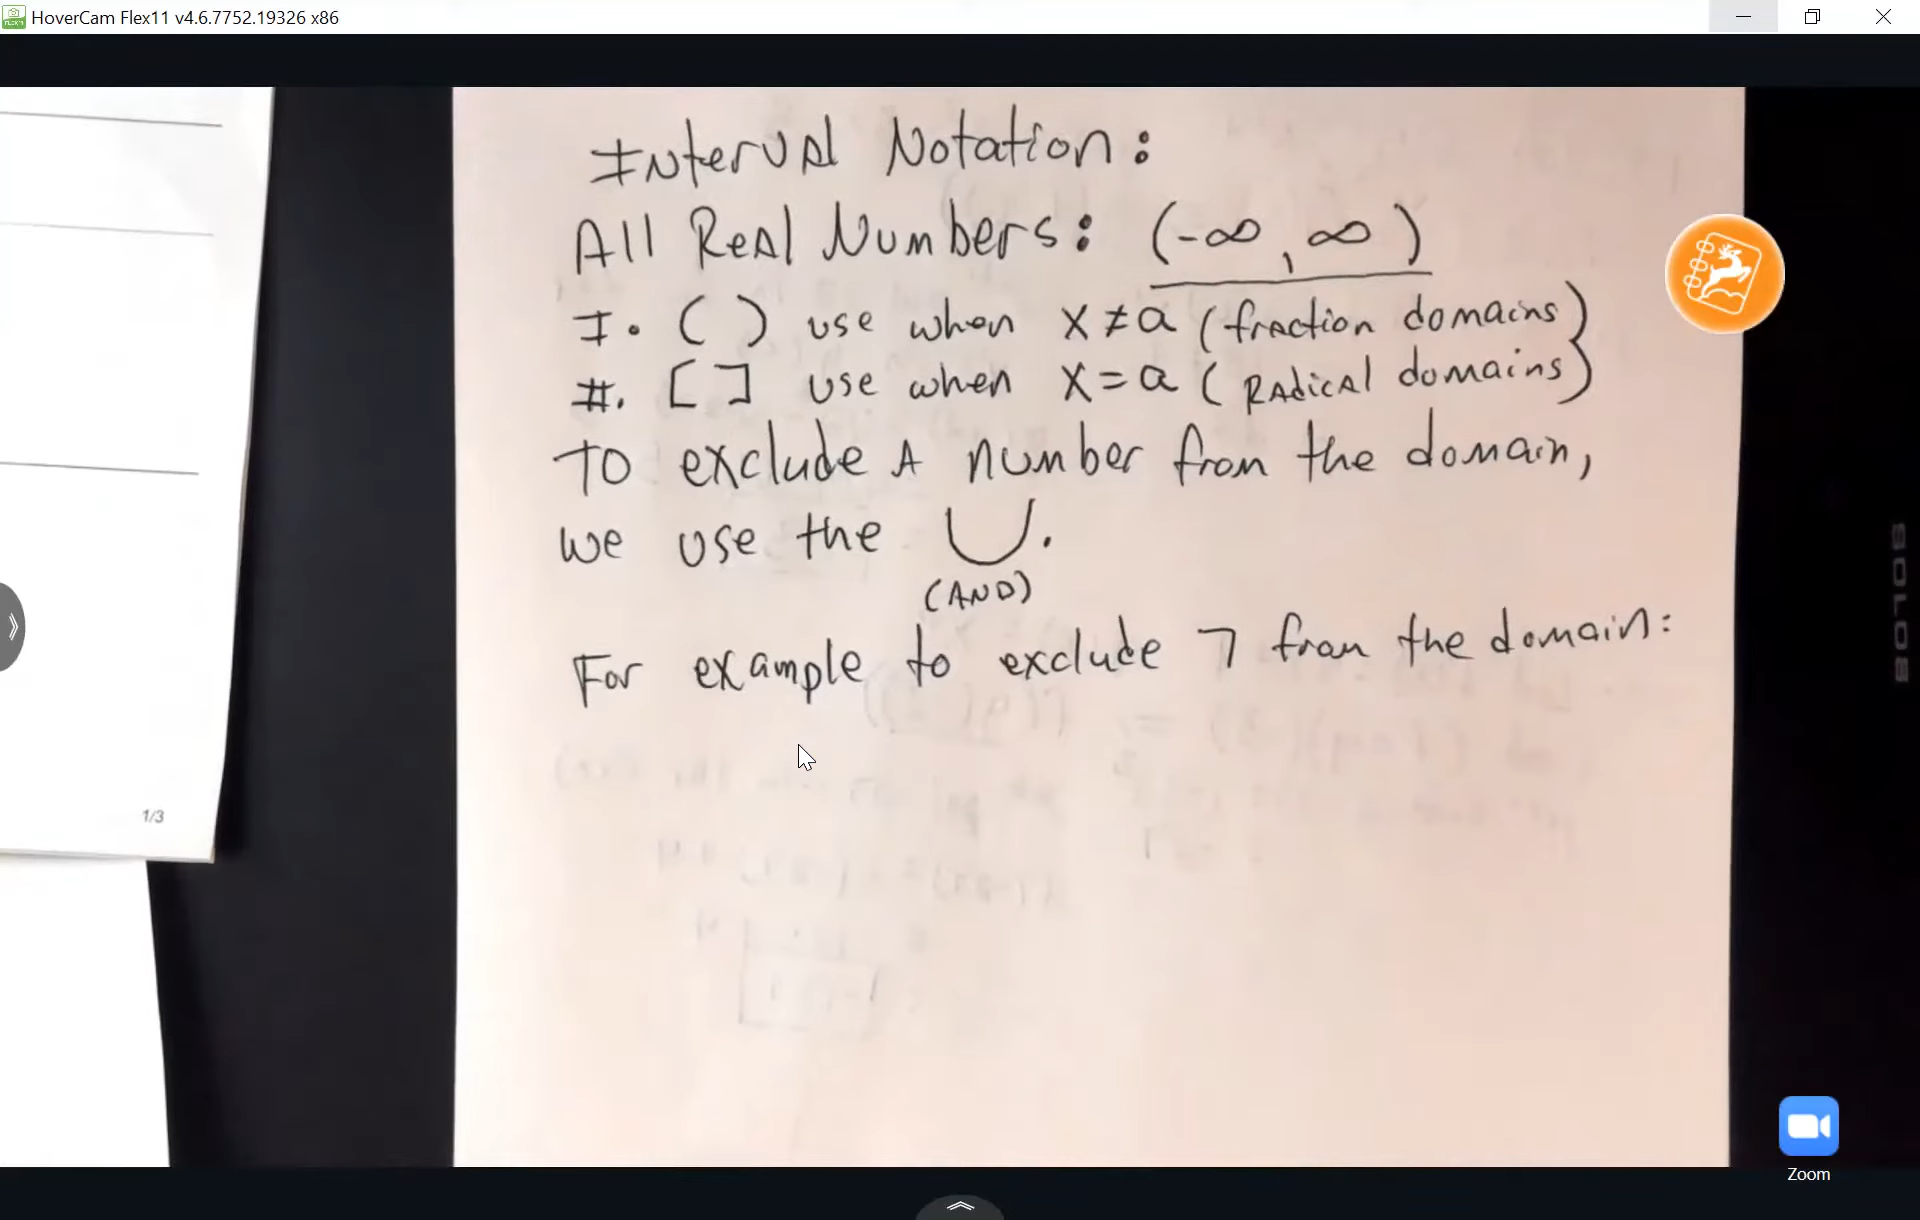 HoverCam Flex11 v4.6.7752.19326 x86
Interval Notation:
All Real Numbers: (-∞, ∞)
I. ( ) use when x ≠ a (fraction domains)
II. [ ] use when x = a (Radical domains)
To exclude A number from the domain,
we use the ∪.
(AND)
For example to exclude 7 from the domain:
1/3
SOLO8
Zoom